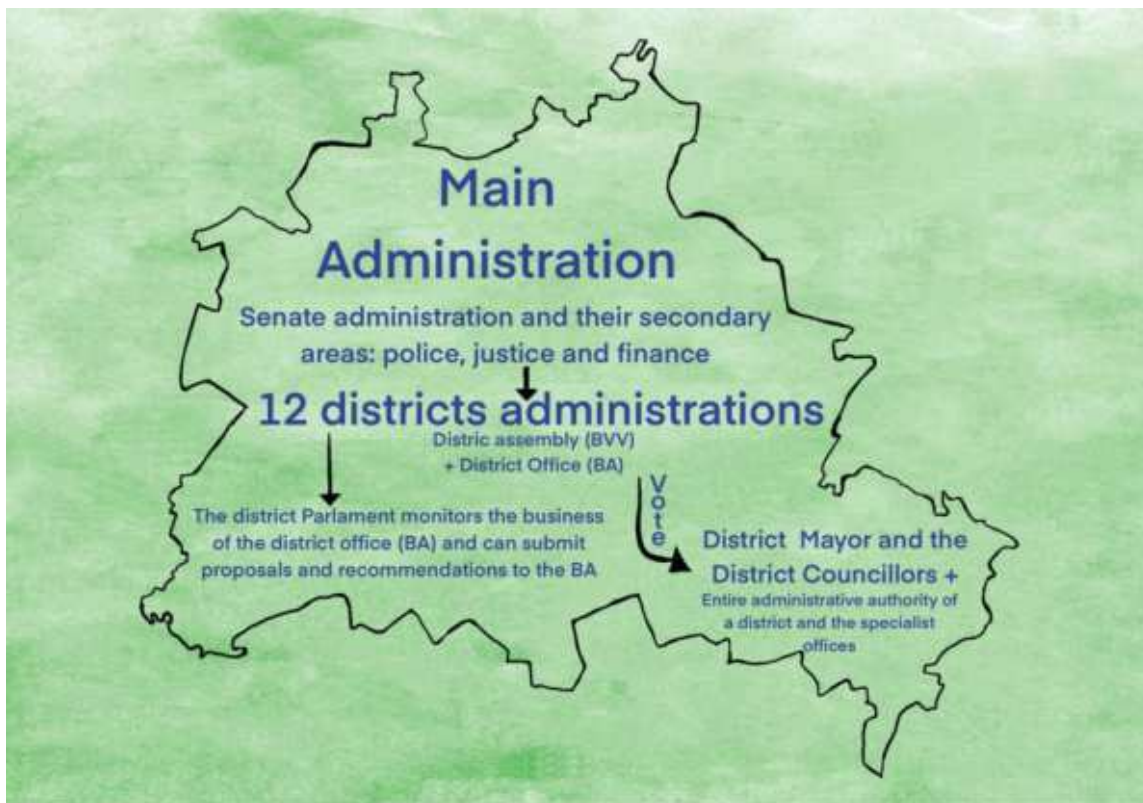 Main
Administration
Senate administration and their secondary
areas: police, justice and finance
12 districts administrations
Distric assembly (BVV)
+ District Office (BA)
Vote
The district Parlament monitors the business
of the district office (BA) and can submit
proposals and recommendations to the BA
District Mayor and the
District Councillors +
Entire administrative authority of
a district and the specialist
offices